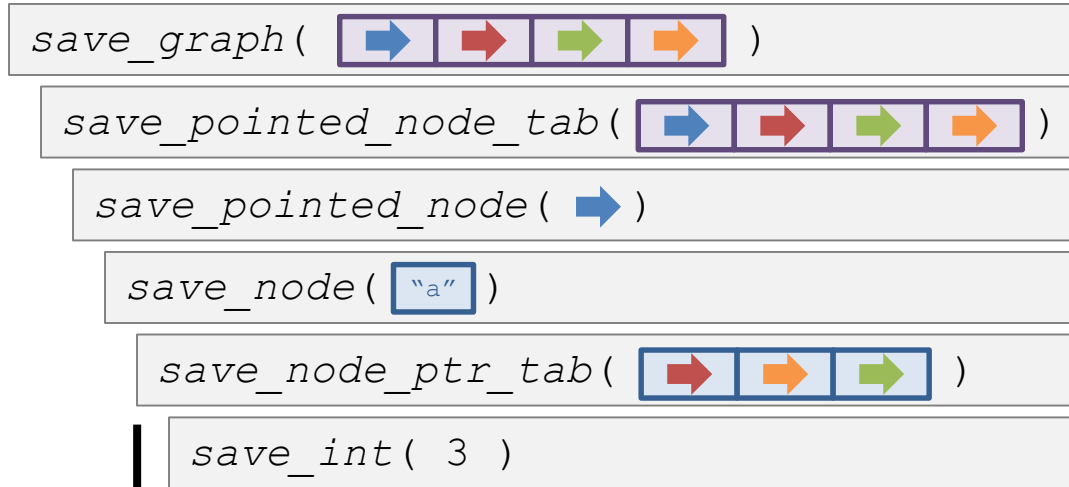 save_graph( )
save_pointed_node_tab( )
save_pointed_node( )
save_node( “a” )
save_node_ptr_tab( )
save_int( 3 )